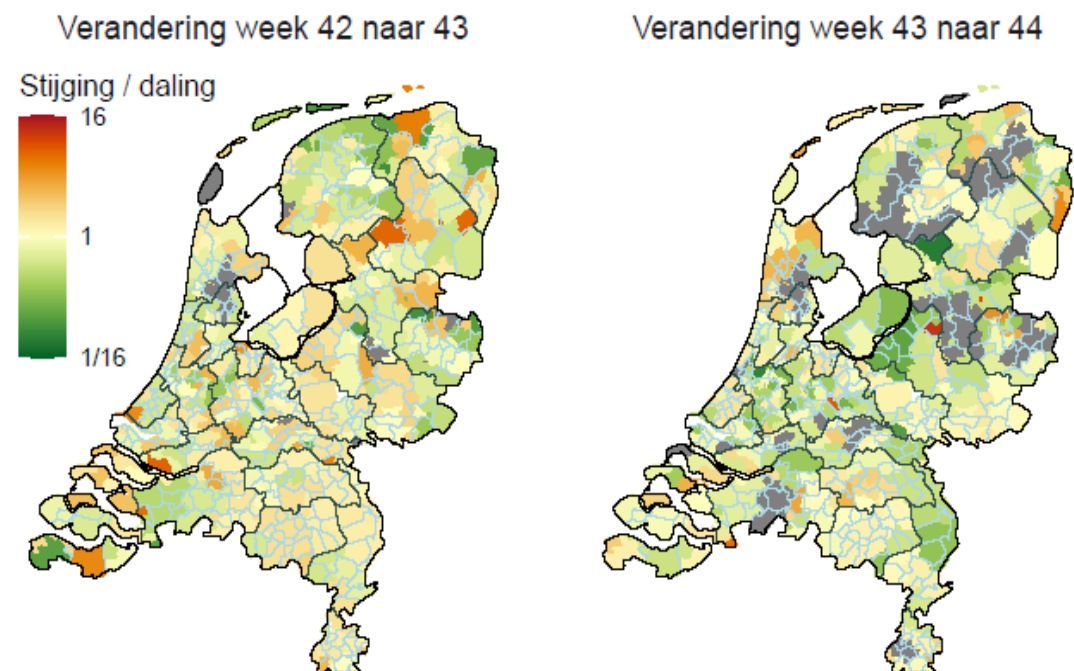 Verandering week 42 naar 43
Verandering week 43 naar 44
Stijging / daling
16
1
1/16